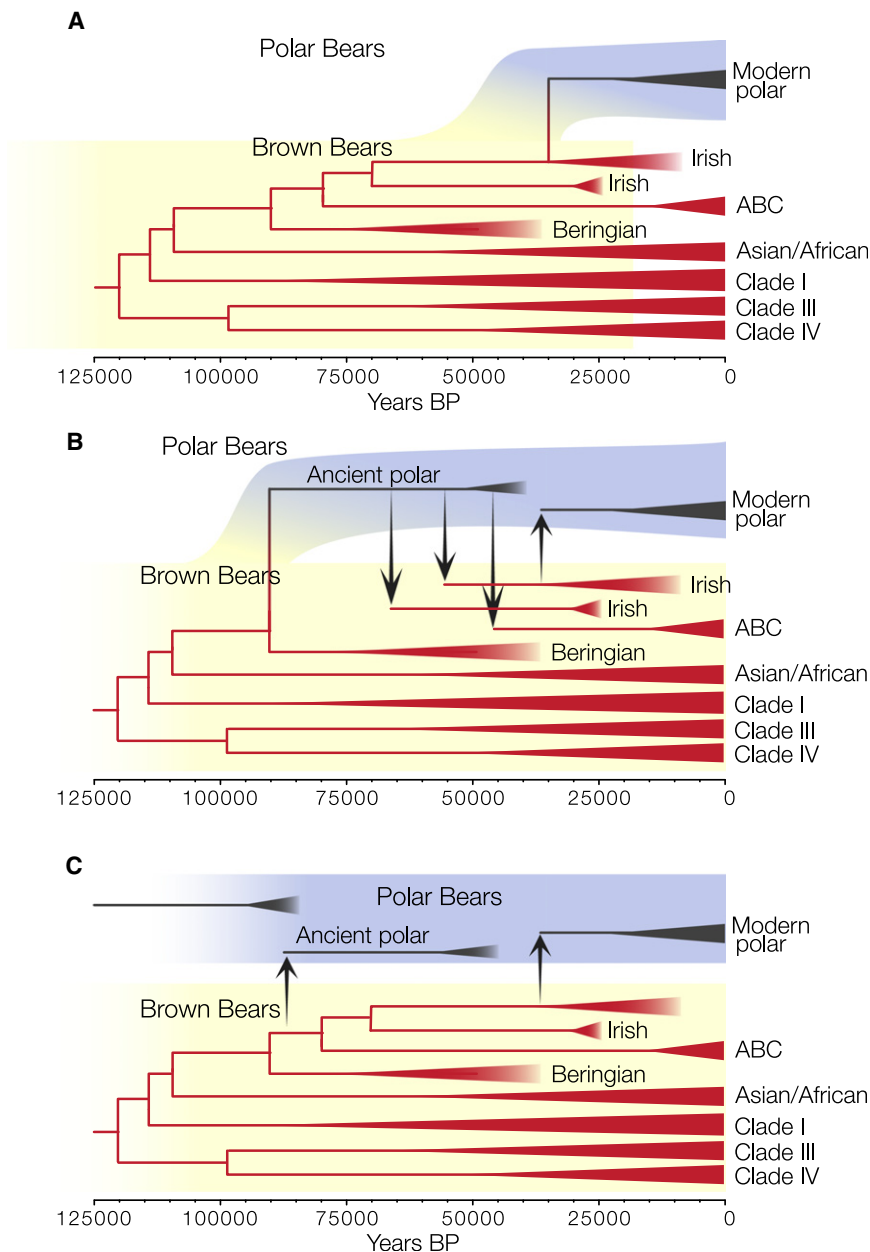 A
Polar Bears
Modern
polar
Brown Bears
Irish
Irish
ABC
Beringian
Asian/African
Clade I
Clade III
Clade IV
125000 100000 75000 50000 25000 0
Years BP
B
Polar Bears
Ancient polar
Modern
polar
Brown Bears
Irish
Irish
ABC
Beringian
Asian/African
Clade I
Clade III
Clade IV
125000 100000 75000 50000 25000 0
Years BP
C
Polar Bears
Ancient polar
Modern
polar
Brown Bears
Irish
ABC
Beringian
Asian/African
Clade I
Clade III
Clade IV
125000 100000 75000 50000 25000 0
Years BP